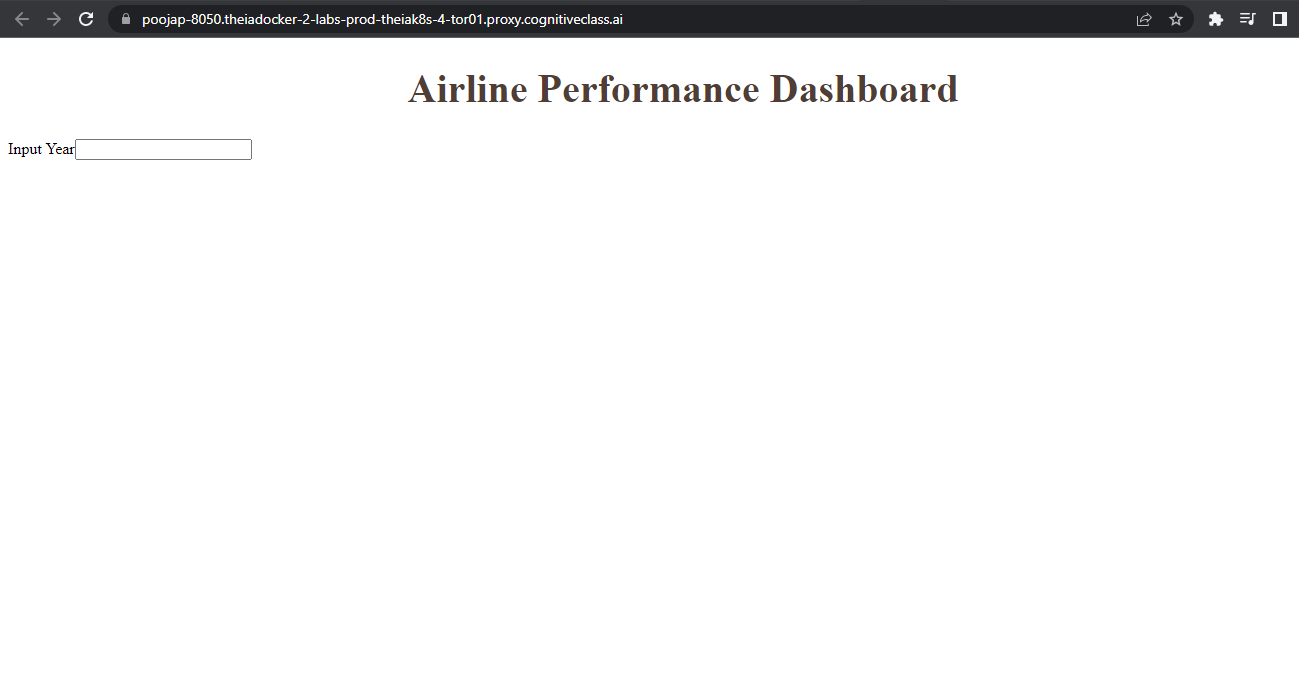 poojap-8050.theiadocker-2-labs-prod-theiak8s-4-tor01.proxy.cognitiveclass.ai
Airline Performance Dashboard
Input Year